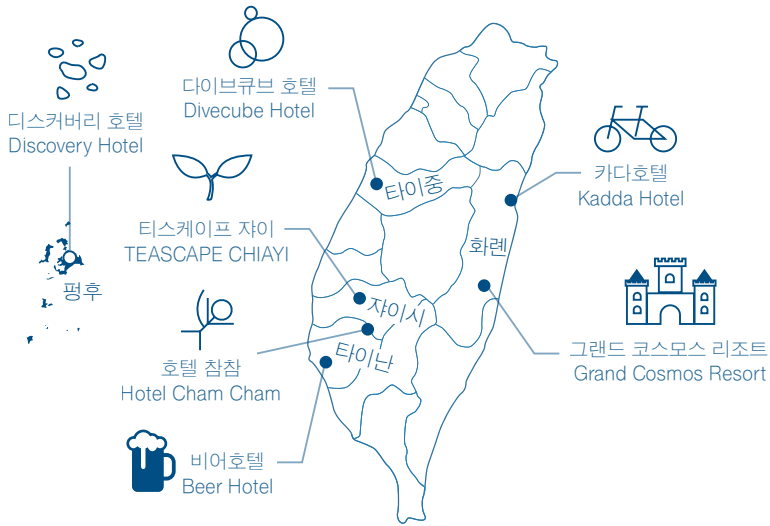 다이브큐브 호텔
Divecube Hotel
디스커버리 호텔
Discovery Hotel
카다호텔
Kadda Hotel
타이중
티스케이프 쟈이
TEASCAPE CHIAYI
화롄
펑후
쟈이시
그랜드 코스모스 리조트
Grand Cosmos Resort
타이난
호텔 참참
Hotel Cham Cham
비어호텔
Beer Hotel